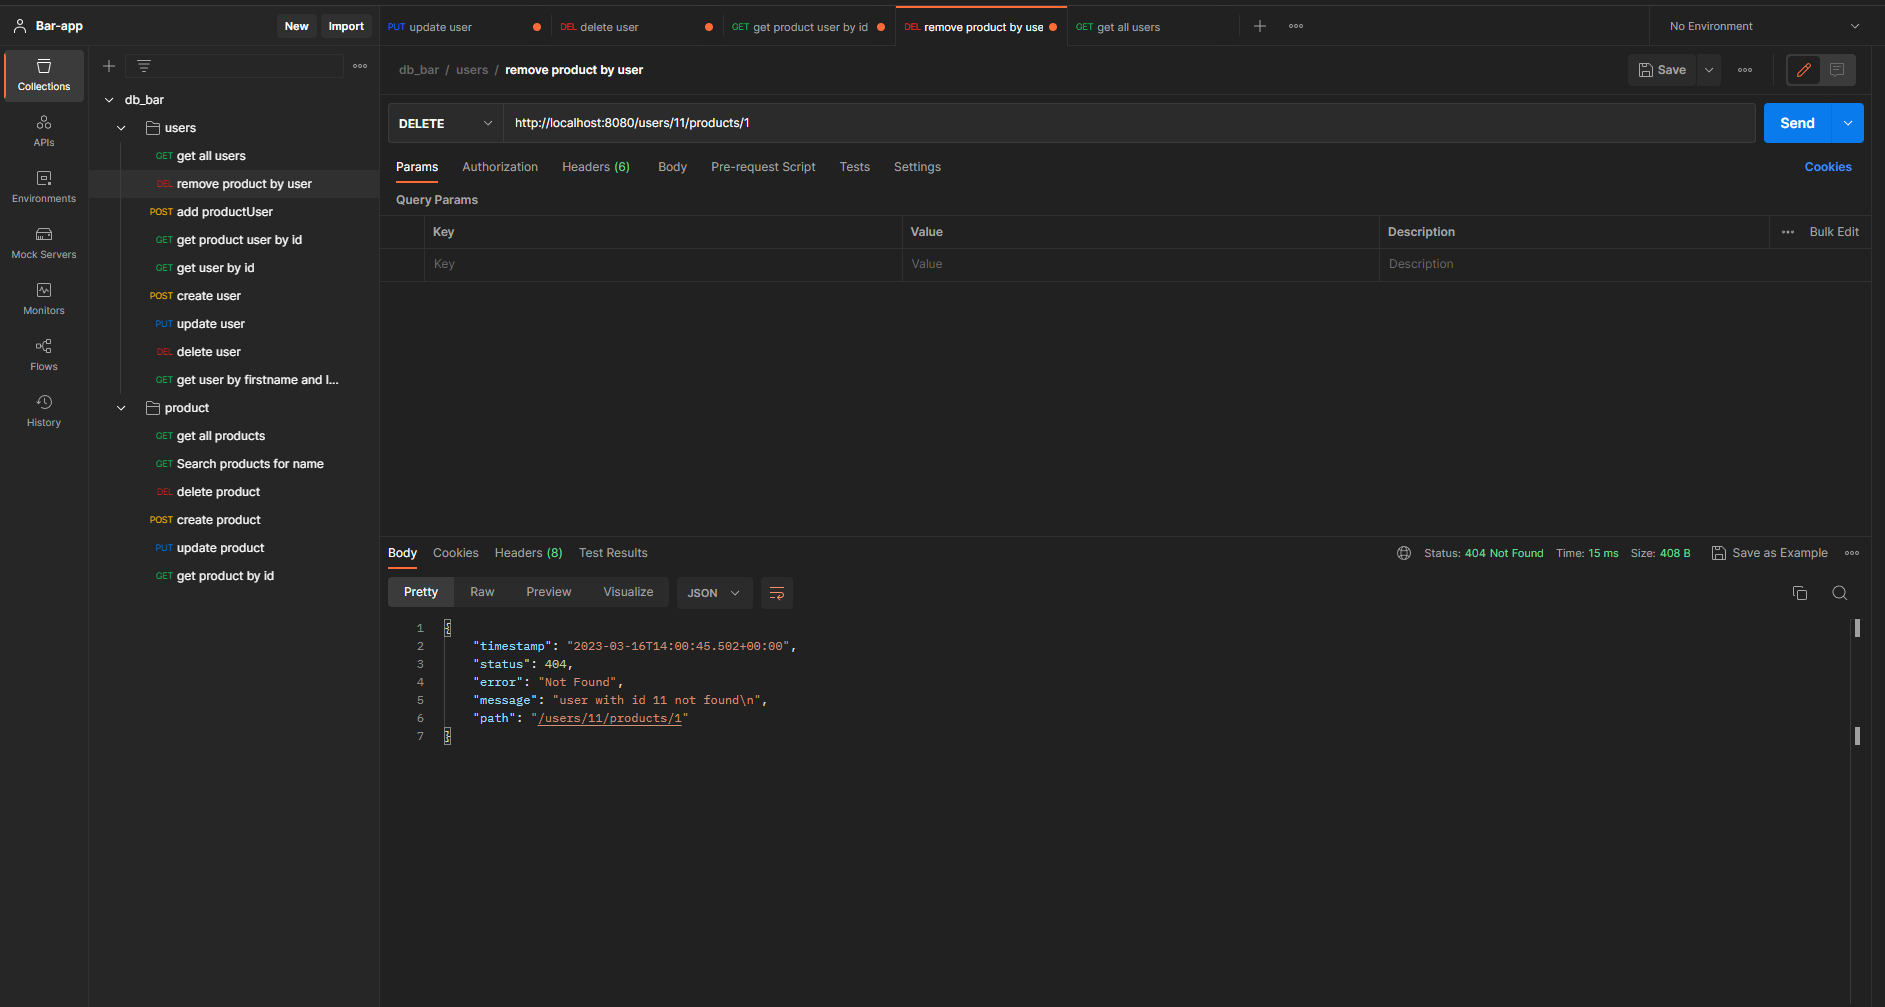 Bar-app
New
Import
PUT update user
DEL delete user
GET get product user by id
DEL remove product by use
GET get all users
No Environment
Collections
APIs
Environments
Mock Servers
Monitors
Flows
History
db_bar
users
GET get all users
DEL remove product by user
POST add productUser
GET get product user by id
GET get user by id
POST create user
PUT update user
DEL delete user
GET get user by firstname and l...
product
GET get all products
GET Search products for name
DEL delete product
POST create product
PUT update product
GET get product by id
db_bar / users / remove product by user
Save
DELETE
http://localhost:8080/users/11/products/1
Send
Params Authorization Headers (6) Body Pre-request Script Tests Settings
Cookies
Query Params
Key Value Description Bulk Edit
Key Value Description
Body Cookies Headers (8) Test Results
Status: 404 Not Found Time: 15 ms Size: 408 B Save as Example
Pretty Raw Preview Visualize JSON
1 {
2 "timestamp": "2023-03-16T14:00:45.502+00:00",
3 "status": 404,
4 "error": "Not Found",
5 "message": "user with id 11 not found\n",
6 "path": "/users/11/products/1"
7 }